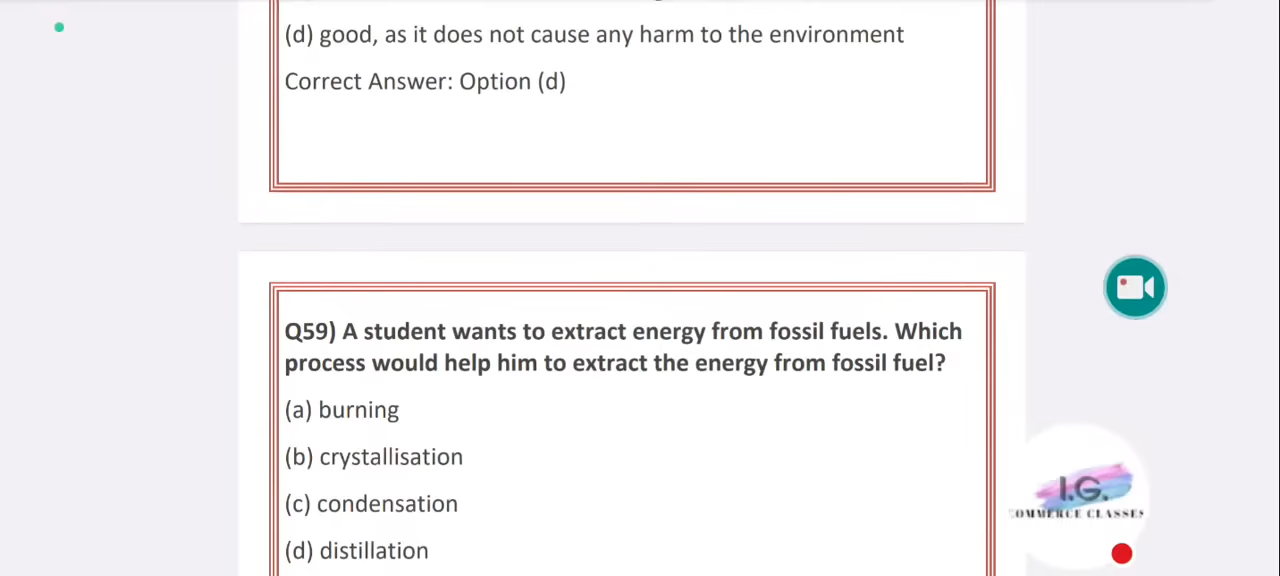 (d) good, as it does not cause any harm to the environment
Correct Answer: Option (d)
Q59) A student wants to extract energy from fossil fuels. Which
process would help him to extract the energy from fossil fuel?
(a) burning
(b) crystallisation
(c) condensation
(d) distillation
I.G.
COMMERCE CLASSES